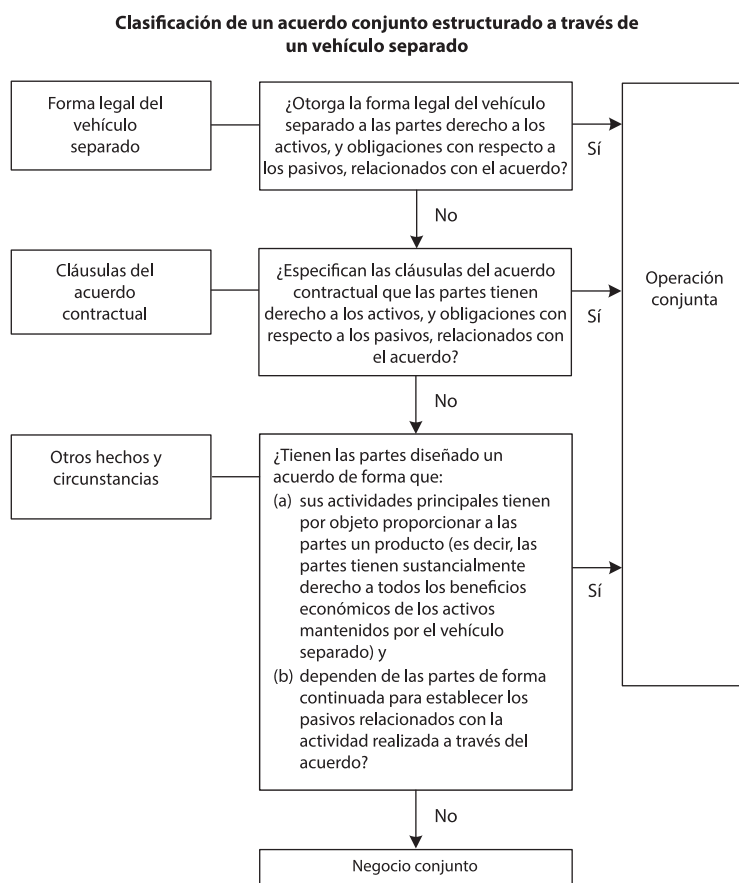 Clasificación de un acuerdo conjunto estructurado a través de
un vehículo separado
Forma legal del
vehículo
separado
¿Otorga la forma legal del vehículo
separado a las partes derecho a los
activos, y obligaciones con respecto a
los pasivos, relacionados con el acuerdo?
Sí
No
Cláusulas del
acuerdo
contractual
¿Especifican las cláusulas del acuerdo
contractual que las partes tienen
derecho a los activos, y obligaciones con
respecto a los pasivos, relacionados con
el acuerdo?
Sí
Operación
conjunta
No
Otros hechos y
circunstancias
¿Tienen las partes diseñado un
acuerdo de forma que:
(a) sus actividades principales tienen
por objeto proporcionar a las
partes un producto (es decir, las
partes tienen sustancialmente
derecho a todos los beneficios
económicos de los activos
mantenidos por el vehículo
separado) y
(b) dependen de las partes de forma
continuada para establecer los
pasivos relacionados con la
actividad realizada a través del
acuerdo?
Sí
No
Negocio conjunto